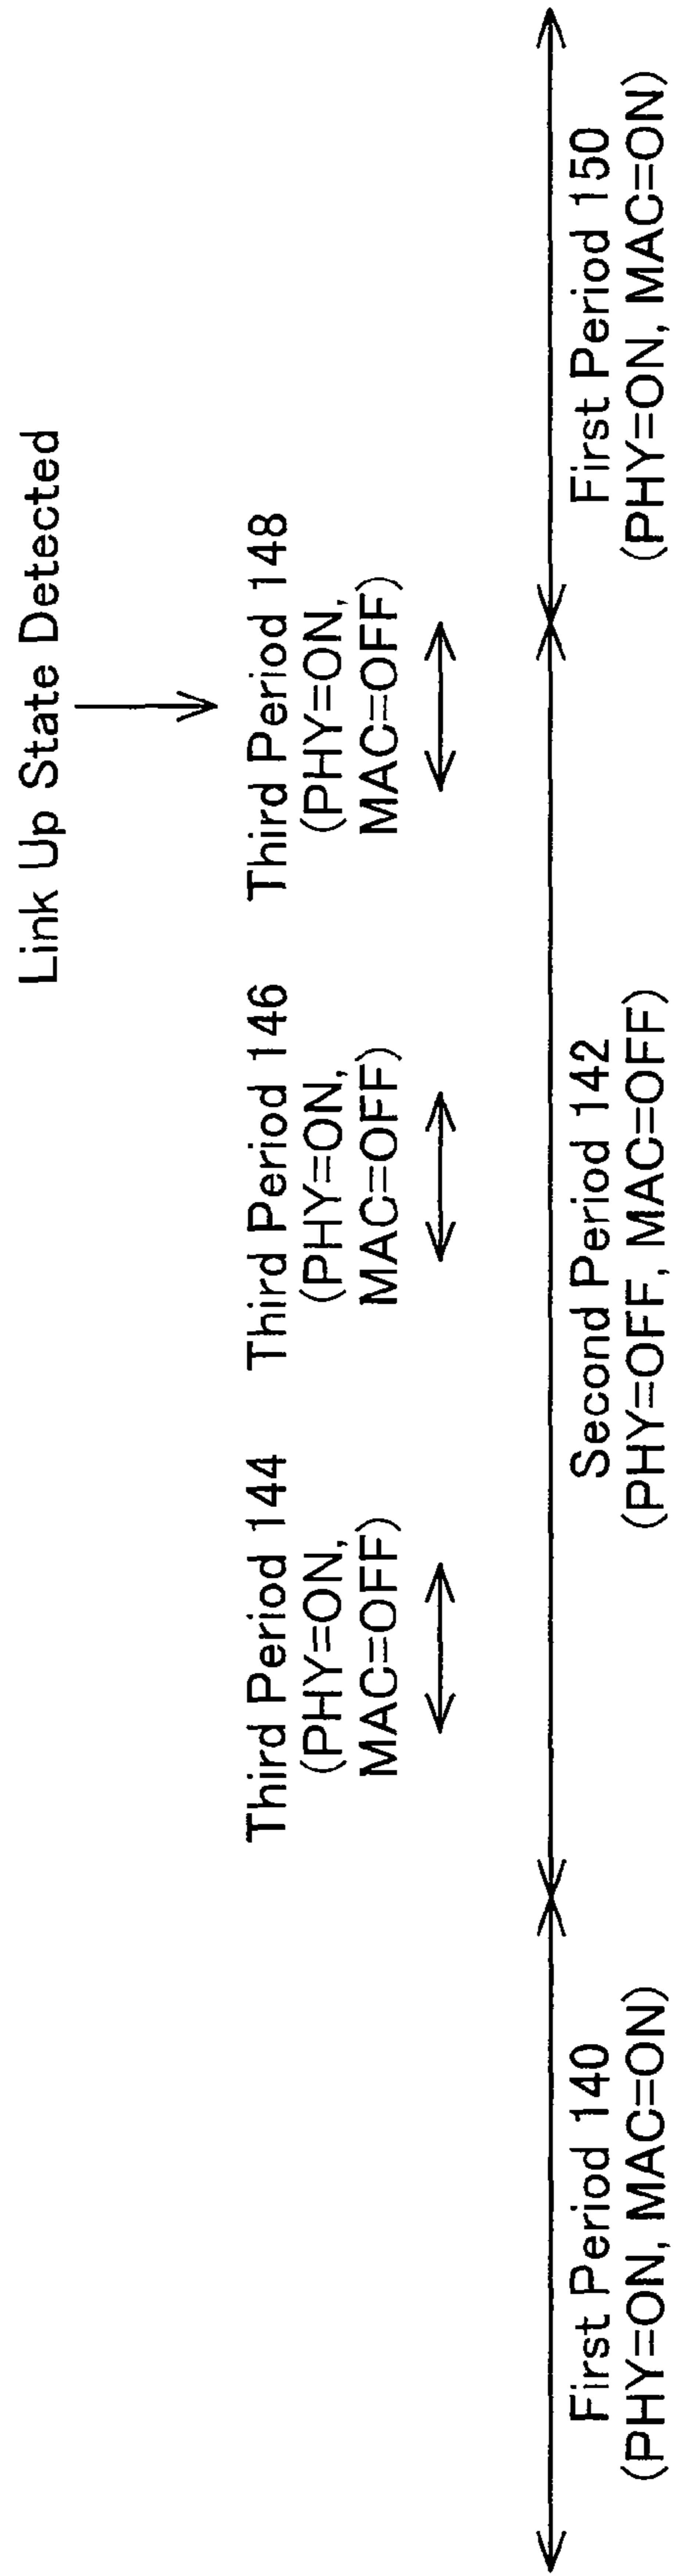 Link Up State Detected
Third Period 144
(PHY=ON,
MAC=OFF)
Third Period 146
(PHY=ON,
MAC=OFF)
Third Period 148
(PHY=ON,
MAC=OFF)
First Period 140
(PHY=ON, MAC=ON)
Second Period 142
(PHY=OFF, MAC=OFF)
First Period 150
(PHY=ON, MAC=ON)